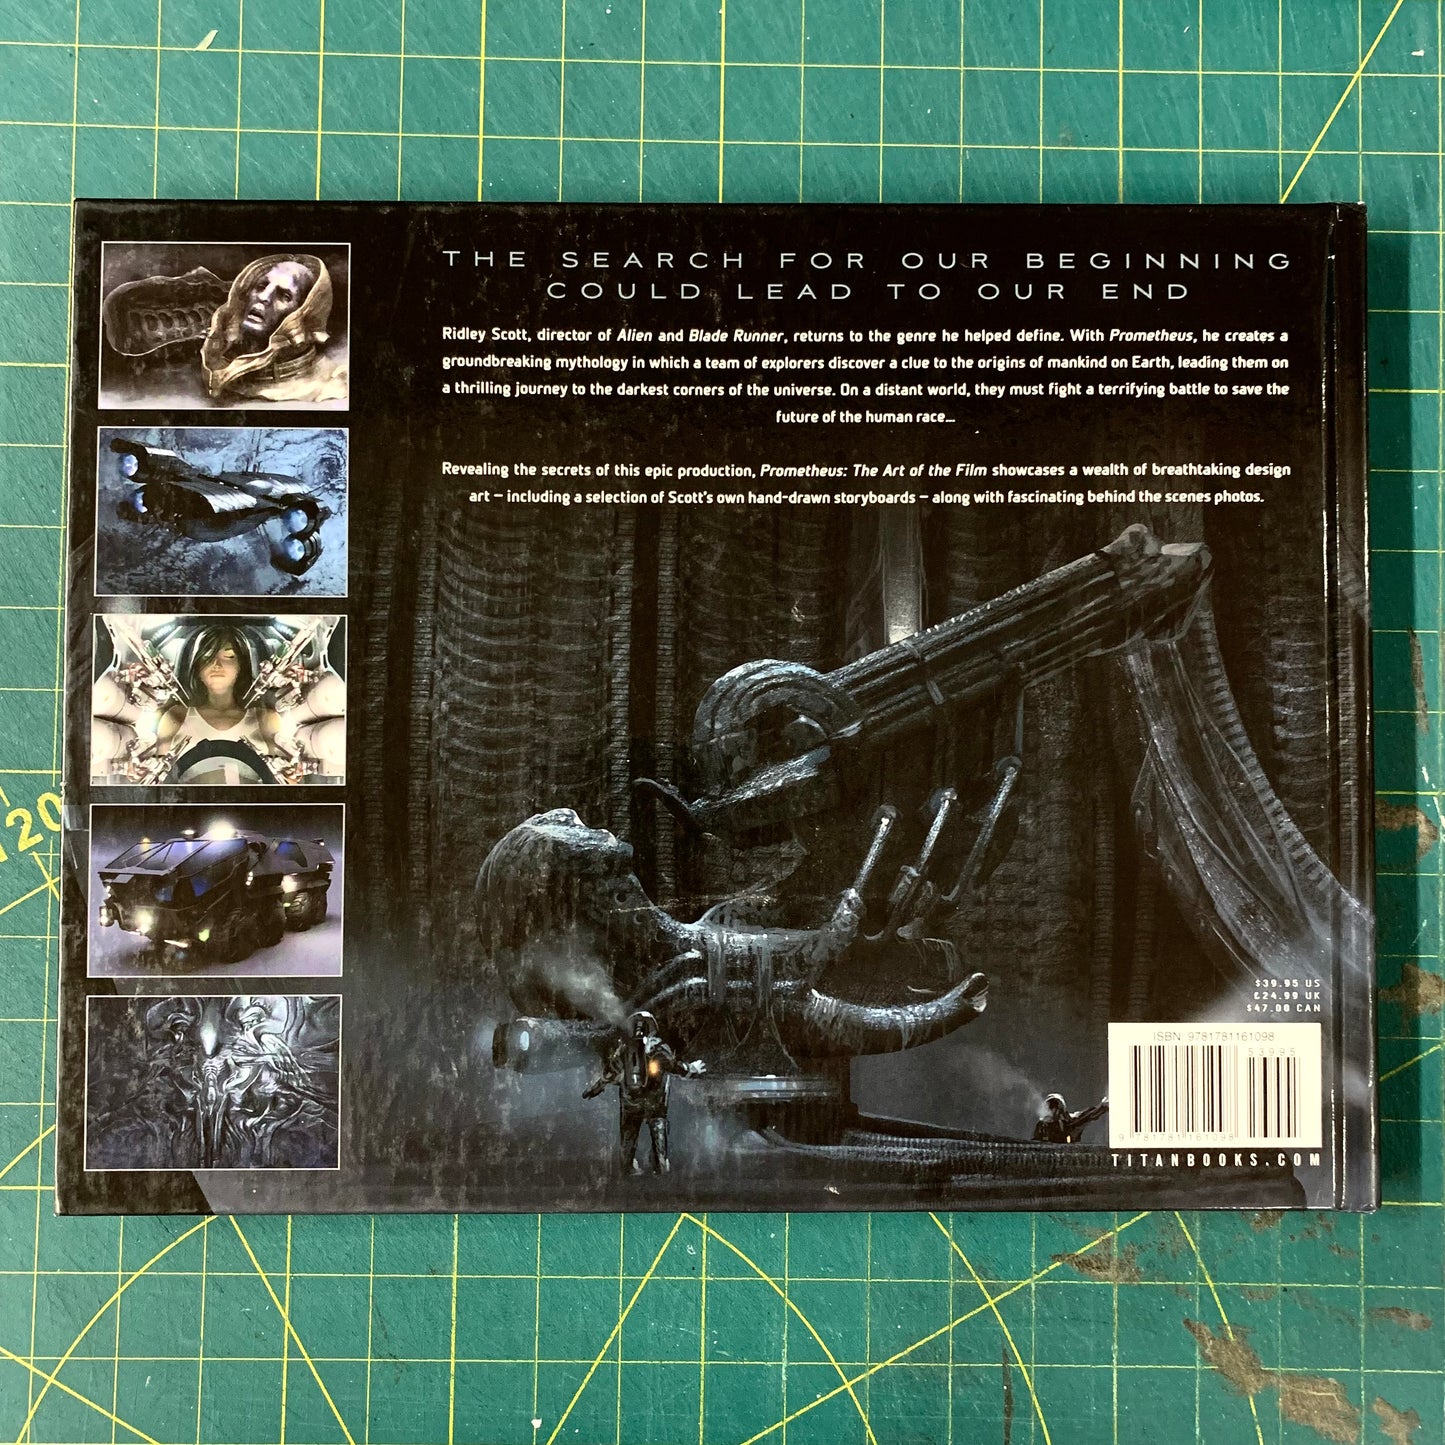 THE SEARCH FOR OUR BEGINNING
COULD LEAD TO OUR END
Ridley Scott, director of Alien and Blade Runner, returns to the genre he helped define. With Prometheus, he creates a
groundbreaking mythology in which a team of explorers discover a clue to the origins of mankind on Earth, leading them on
a thrilling journey to the darkest corners of the universe. On a distant world, they must fight a terrifying battle to save the
future of the human race...
Revealing the secrets of this epic production, Prometheus: The Art of the Film showcases a wealth of breathtaking design
art – including a selection of Scott's own hand-drawn storyboards – along with fascinating behind the scenes photos.
$39.95 US
£24.99 UK
$47.00 CAN
ISBN 9781781161098
53995
9 781781 161098
TITANBOOKS.COM
120